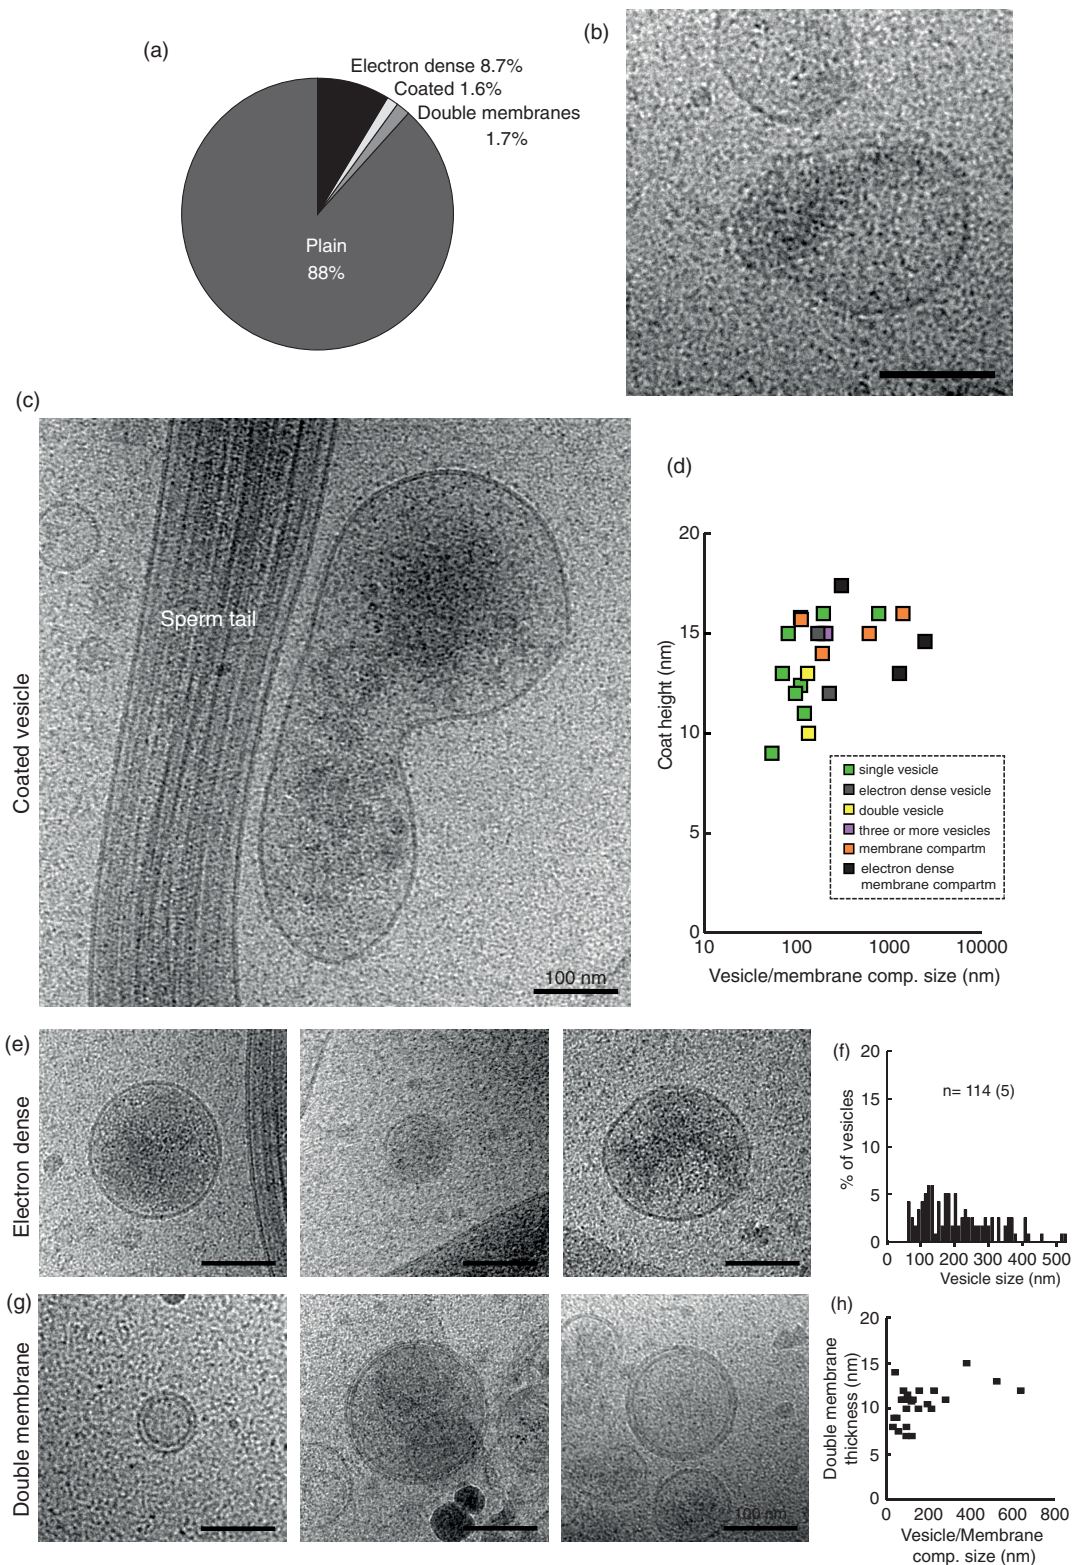 (a)
Electron dense 8.7%
Coated 1.6%
Double membranes
1.7%
Plain
88%
(b)
(c)
Coated vesicle
Sperm tail
100 nm
(d)
Coat height (nm)
20
15
10
5
0
10
100
1000
10000
Vesicle/membrane comp. size (nm)
single vesicle
electron dense vesicle
double vesicle
three or more vesicles
membrane compartm
electron dense
membrane compartm
(e)
Electron dense
(f)
% of vesicles
20
15
10
5
0
n= 114 (5)
0 100 200 300 400 500
Vesicle size (nm)
(g)
Double membrane
100 nm
(h)
Double membrane
thickness (nm)
20
15
10
5
0
0 200 400 600 800
Vesicle/Membrane
comp. size (nm)